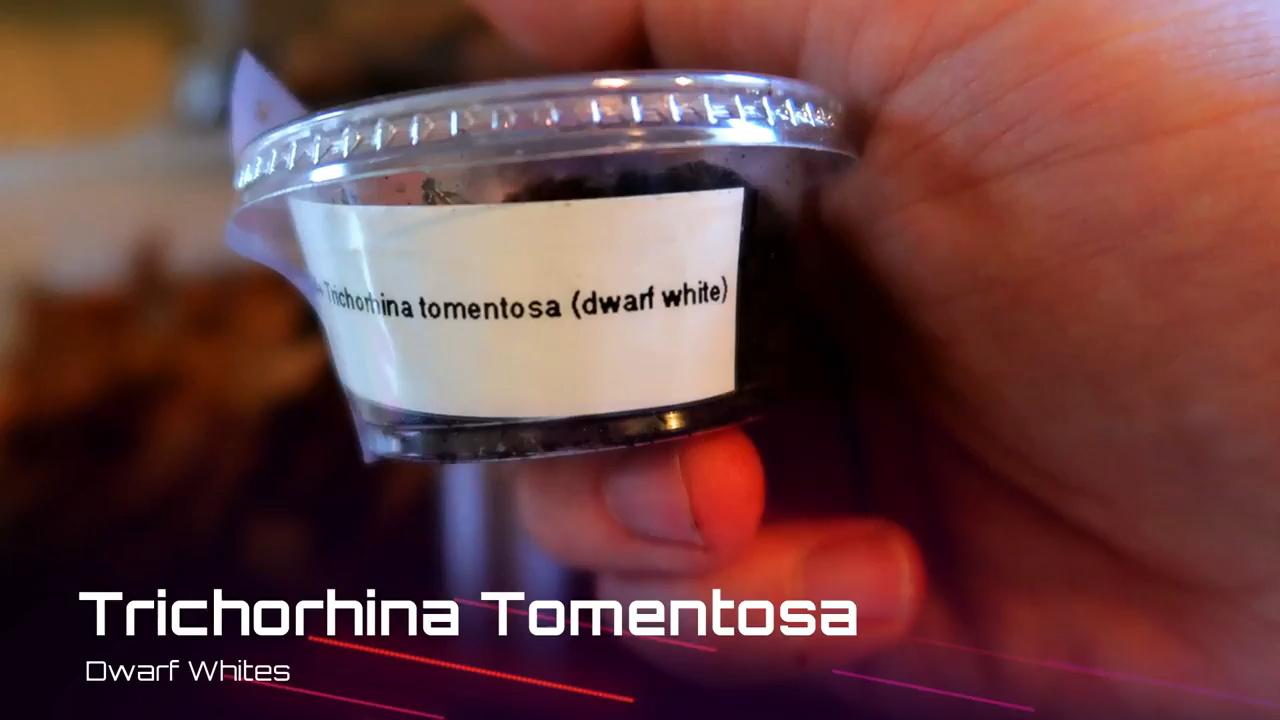 Trichorhina tomentosa (dwarf white)
Trichorhina Tomentosa
Dwarf Whites